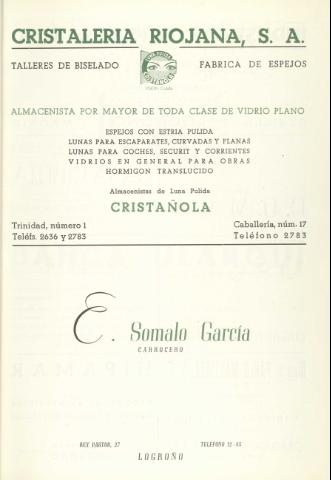 CRISTALERIA RIOJANA, S. A.
TALLERES DE BISELADO
FABRICA DE ESPEJOS
ALMACENISTA POR MAYOR DE TODA CLASE DE VIDRIO PLANO
ESPEJOS CON ESTRIA PULIDA
LUNAS PARA ESCAPARATES, CURVADAS Y PLANAS
LUNAS PARA COCHES, SECURIT Y CORRIENTES
VIDRIOS EN GENERAL PARA OBRAS
HORMIGON TRANSLUCIDO
Almacenistas de Luna Pulida
CRISTAÑOLA
Trinidad, número 1
Caballería, núm. 17
Teléfs. 2636 y 2783
Teléfono 2783
E. Somalo García
CARROCERO
TELEFONO 12-45
LOGROÑO